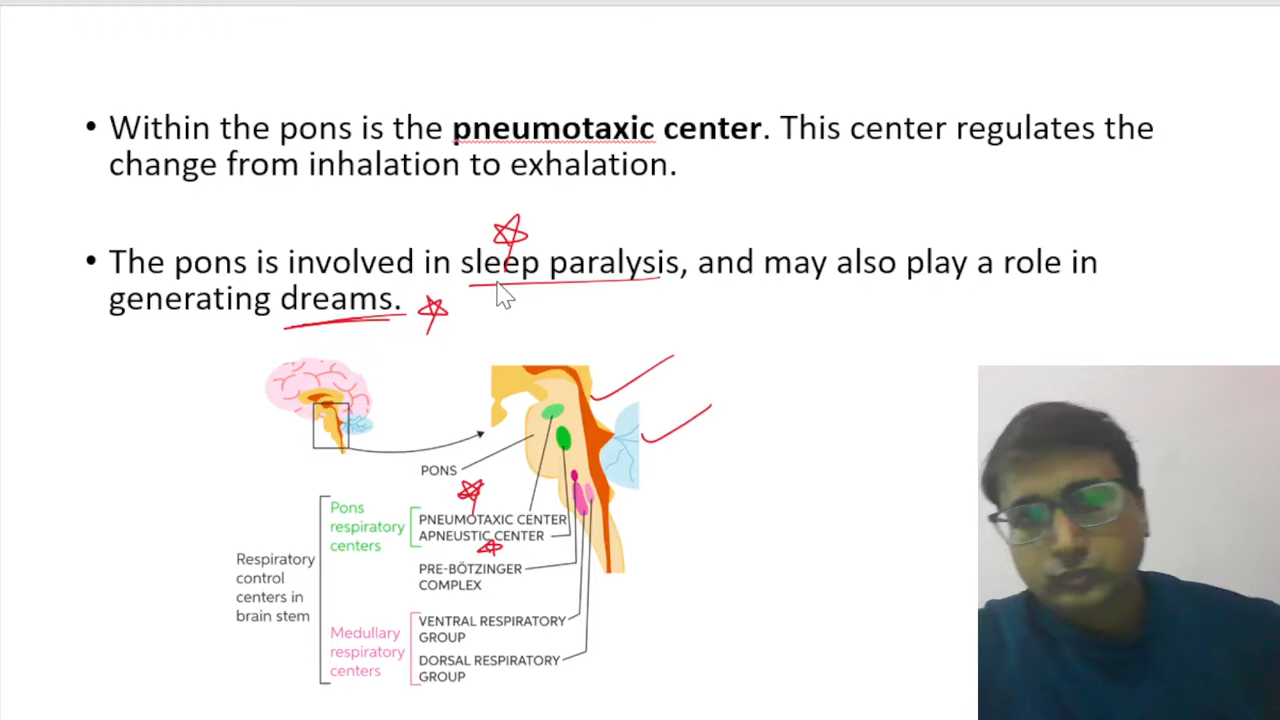 • Within the pons is the pneumotaxic center. This center regulates the
change from inhalation to exhalation.
• The pons is involved in sleep paralysis, and may also play a role in
generating dreams.
PONS
Respiratory
control
centers in
brain stem
Pons
respiratory
centers
PNEUMOTAXIC CENTER
APNEUSTIC CENTER
PRE-BÖTZINGER
COMPLEX
Medullary
respiratory
centers
VENTRAL RESPIRATORY
GROUP
DORSAL RESPIRATORY
GROUP